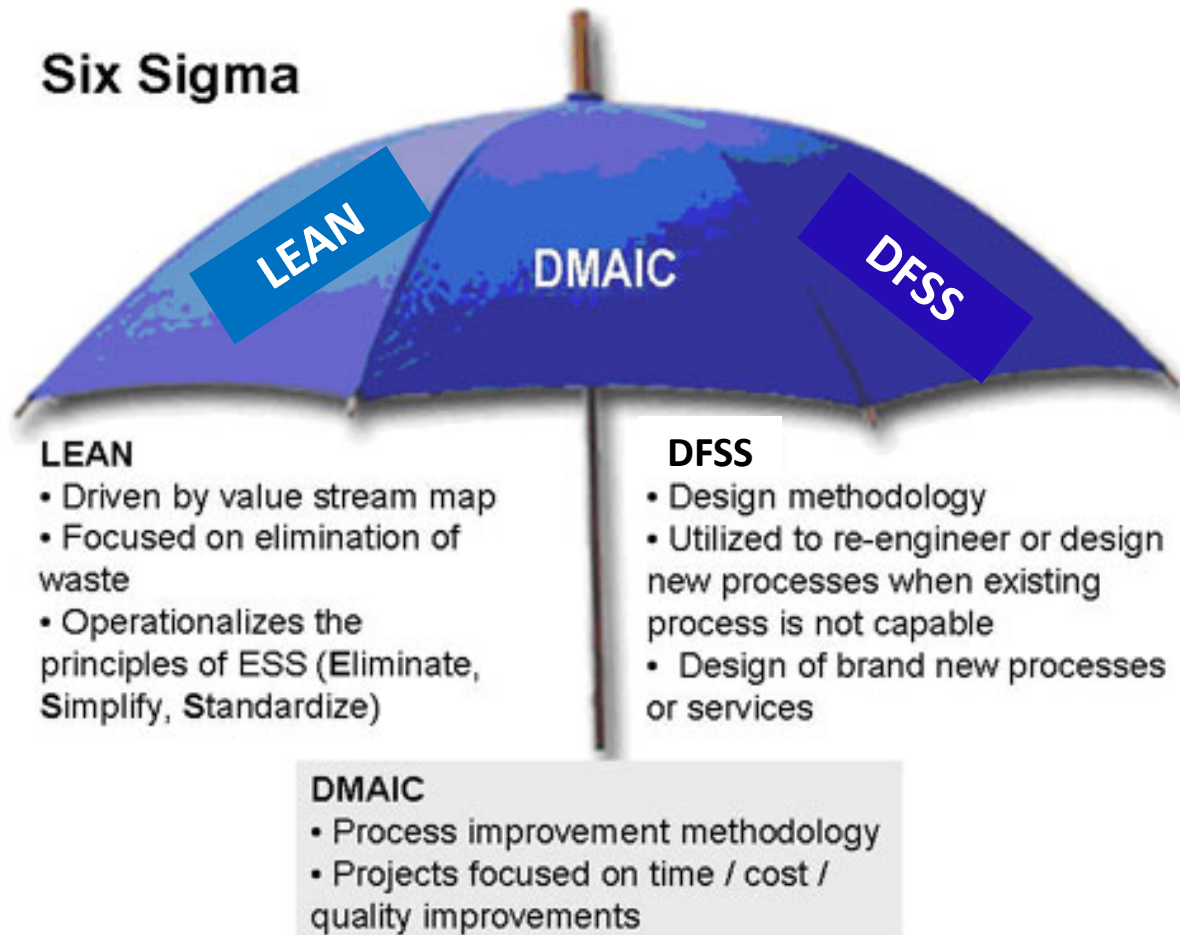 Six Sigma
LEAN
DMAIC
DFSS
LEAN
• Driven by value stream map
• Focused on elimination of
waste
• Operationalizes the
principles of ESS (Eliminate,
Simplify, Standardize)
DFSS
• Design methodology
• Utilized to re-engineer or design
new processes when existing
process is not capable
• Design of brand new processes
or services
DMAIC
• Process improvement methodology
• Projects focused on time / cost /
quality improvements